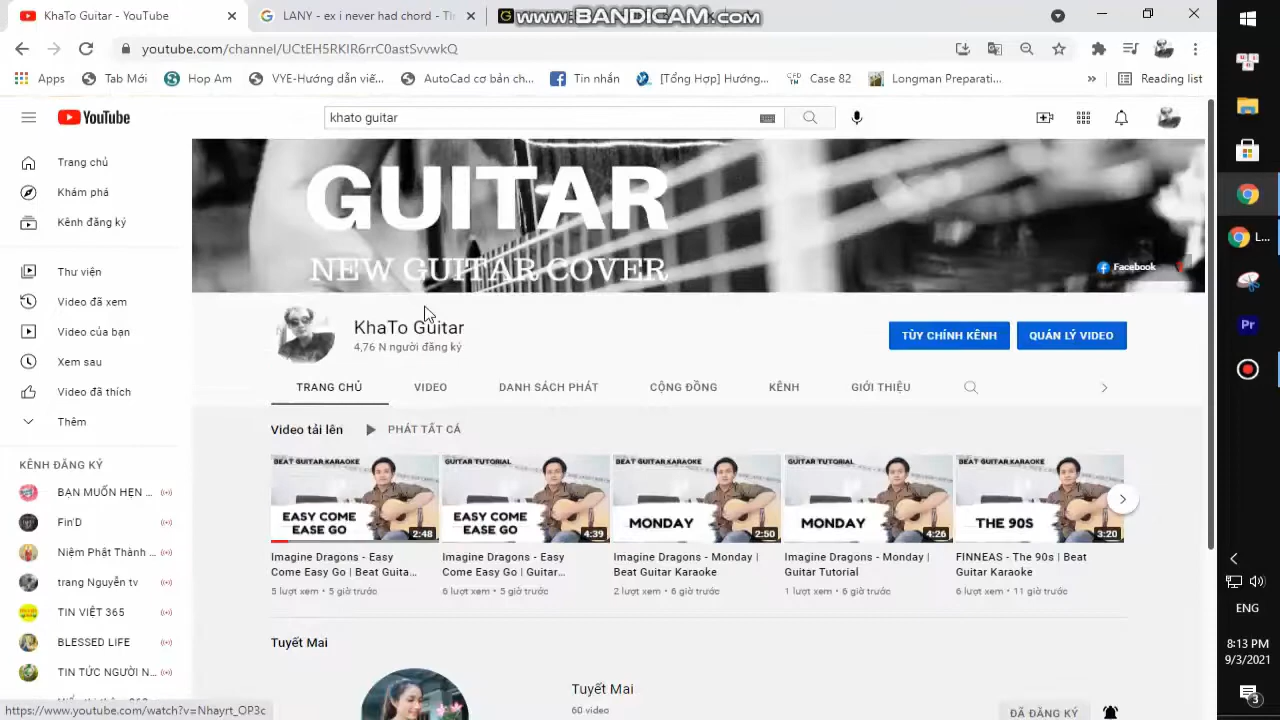 KhaTo Guitar - YouTube
LANY - ex i never had chord - Tì
www.BANDICAM.com
youtube.com/channel/UCtEH5RKIR6rrC0astSvvwkQ
Apps
Tab Mới
Hop Am
VYE-Hướng dẫn viê...
AutoCad cơ bản ch...
Tin nhắn
[Tổng Hợp] Hướng...
Case 82
Longman Preparati...
»
Reading list
YouTube
khato guitar
Trang chủ
Khám phá
Kênh đăng ký
Thư viện
Video đã xem
Video của bạn
Xem sau
Video đã thích
Thêm
KÊNH ĐĂNG KÝ
BẠN MUỐN HẸN ...
Fin'D
Niệm Phật Thành ...
trang Nguyễn tv
TIN VIỆT 365
BLESSED LIFE
TIN TỨC NGƯỜI N...
https://www.youtube.com/watch?v=Nhayrt_OP3c
GUITAR
NEW GUITAR COVER
Facebook
KhaTo Guitar
4,76 N người đăng ký
TÙY CHỈNH KÊNH
QUẢN LÝ VIDEO
TRANG CHỦ
VIDEO
DANH SÁCH PHÁT
CỘNG ĐỒNG
KÊNH
GIỚI THIỆU
Video tải lên
PHÁT TẤT CẢ
BEAT GUITAR KARAOKE
EASY COME
EASE GO
2:48
Imagine Dragons - Easy
Come Easy Go | Beat Guita...
5 lượt xem • 5 giờ trước
GUITAR TUTORIAL
EASY COME
EASE GO
4:39
Imagine Dragons - Easy
Come Easy Go | Guitar...
6 lượt xem • 5 giờ trước
BEAT GUITAR KARAOKE
MONDAY
2:50
Imagine Dragons - Monday |
Beat Guitar Karaoke
2 lượt xem • 6 giờ trước
GUITAR TUTORIAL
MONDAY
4:26
Imagine Dragons - Monday |
Guitar Tutorial
1 lượt xem • 6 giờ trước
BEAT GUITAR KARAOKE
THE 90S
3:20
FINNEAS - The 90s | Beat
Guitar Karaoke
6 lượt xem • 11 giờ trước
Tuyết Mai
Tuyết Mai
60 video
ĐÃ ĐĂNG KÝ
L...
Pr
ENG
8:13 PM
9/3/2021
3